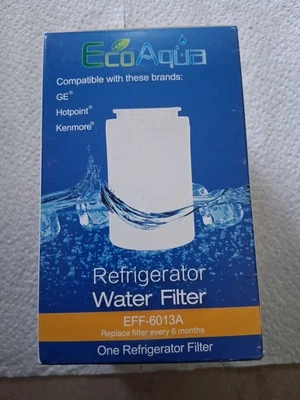 EcoAqua
Compatible with these brands:
GE®
Hotpoint®
Kenmore®
Refrigerator
Water Filter
EFF-6013A
Replace filter every 6 months
One Refrigerator Filter